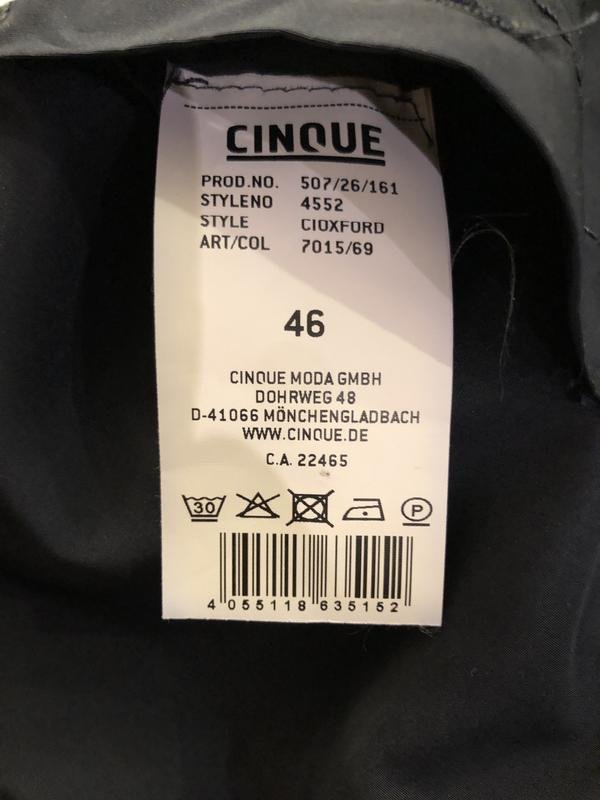 CINQUE
PROD.NO. 507/26/161
STYLENO 4552
STYLE CIOXFORD
ART/COL 7015/69
46
CINQUE MODA GMBH
DOHRWEG 48
D-41066 MÖNCHENGLADBACH
WWW.CINQUE.DE
C.A. 22465
30 P
4 055118 635152